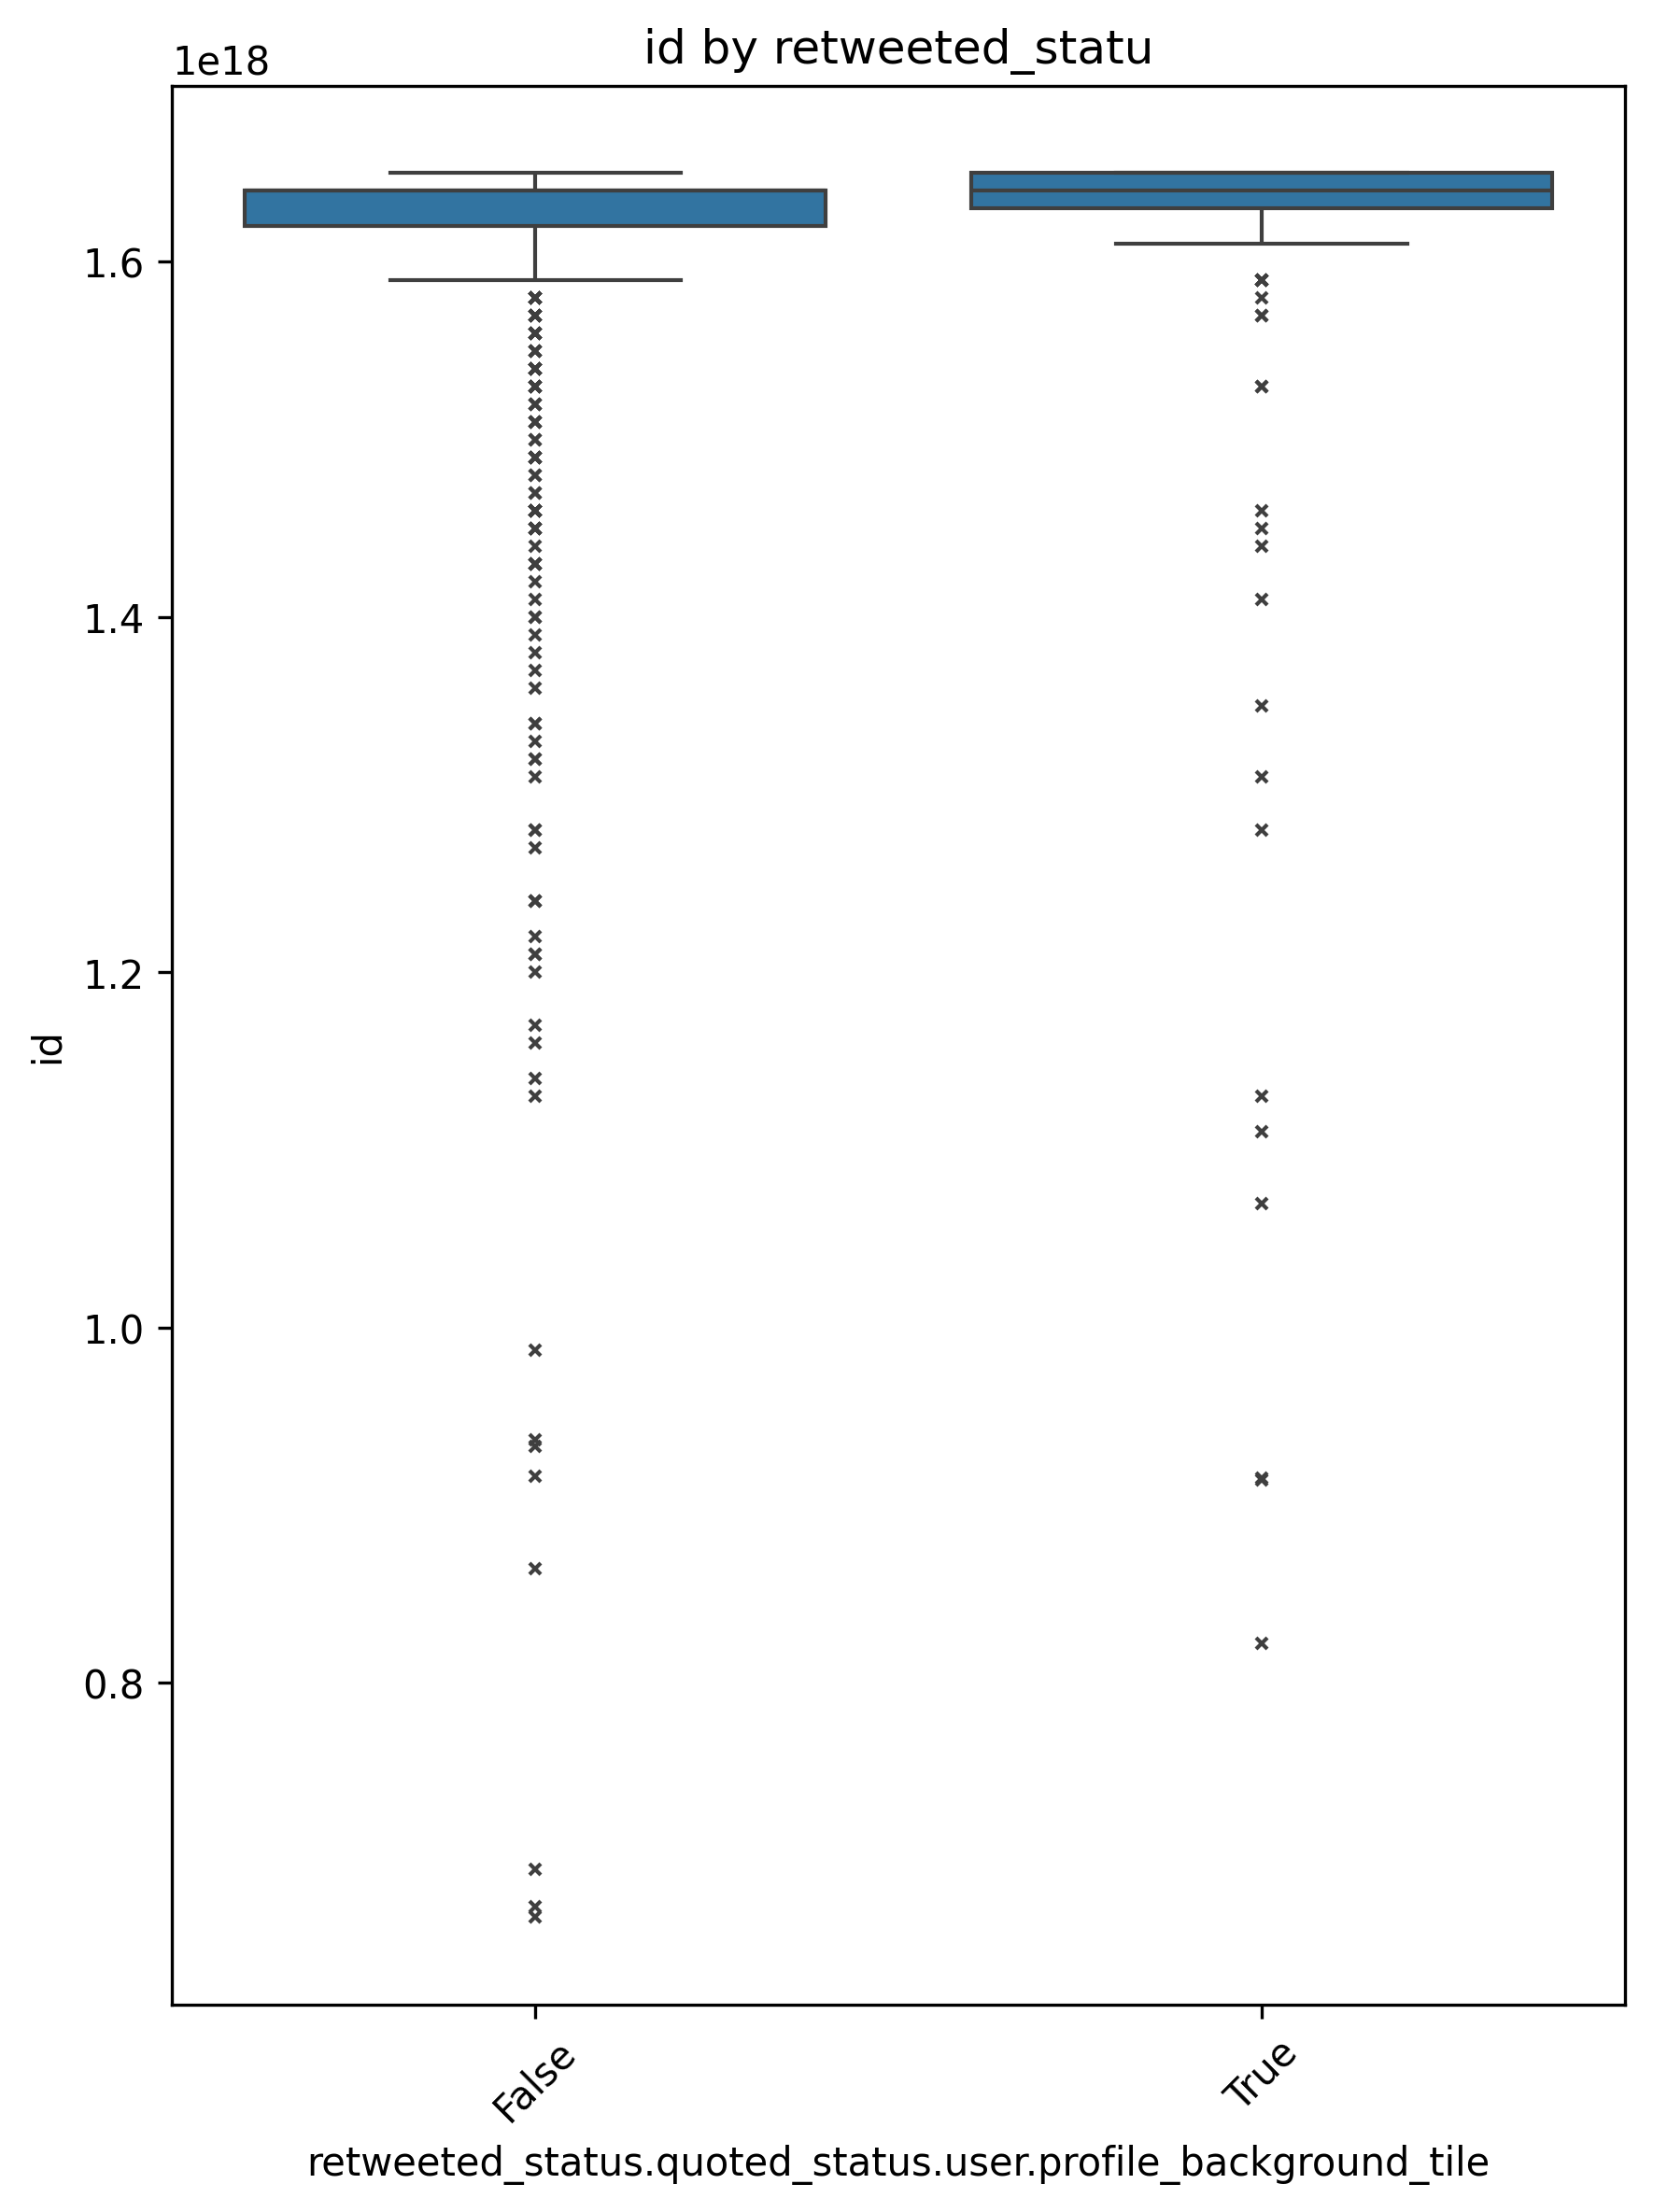 id by retweeted_statu
1e18
1.6
1.4
1.2
1.0
0.8
id
False
True
retweeted_status.quoted_status.user.profile_background_tile